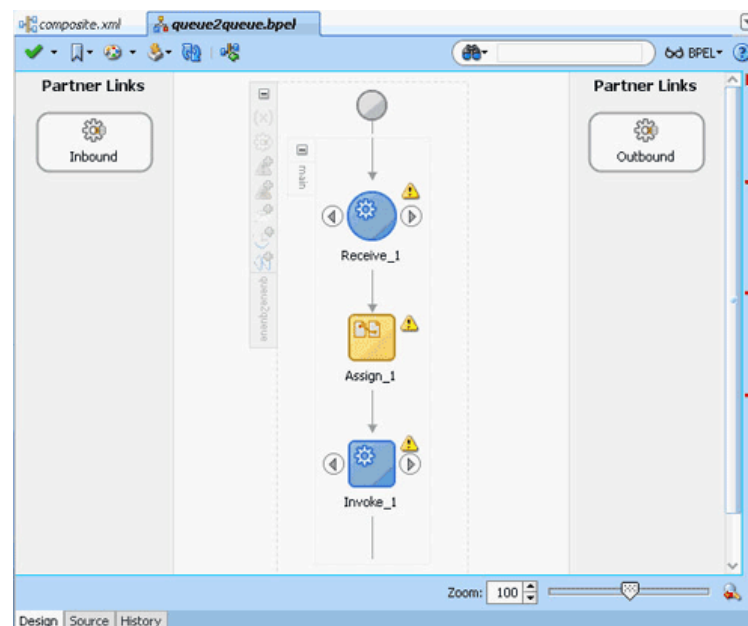 composite.xml queue2queue.bpel
BPEL
Partner Links
Partner Links
Inbound
Outbound
main
queue2queue
Receive_1
Assign_1
Invoke_1
Zoom: 100
Design Source History